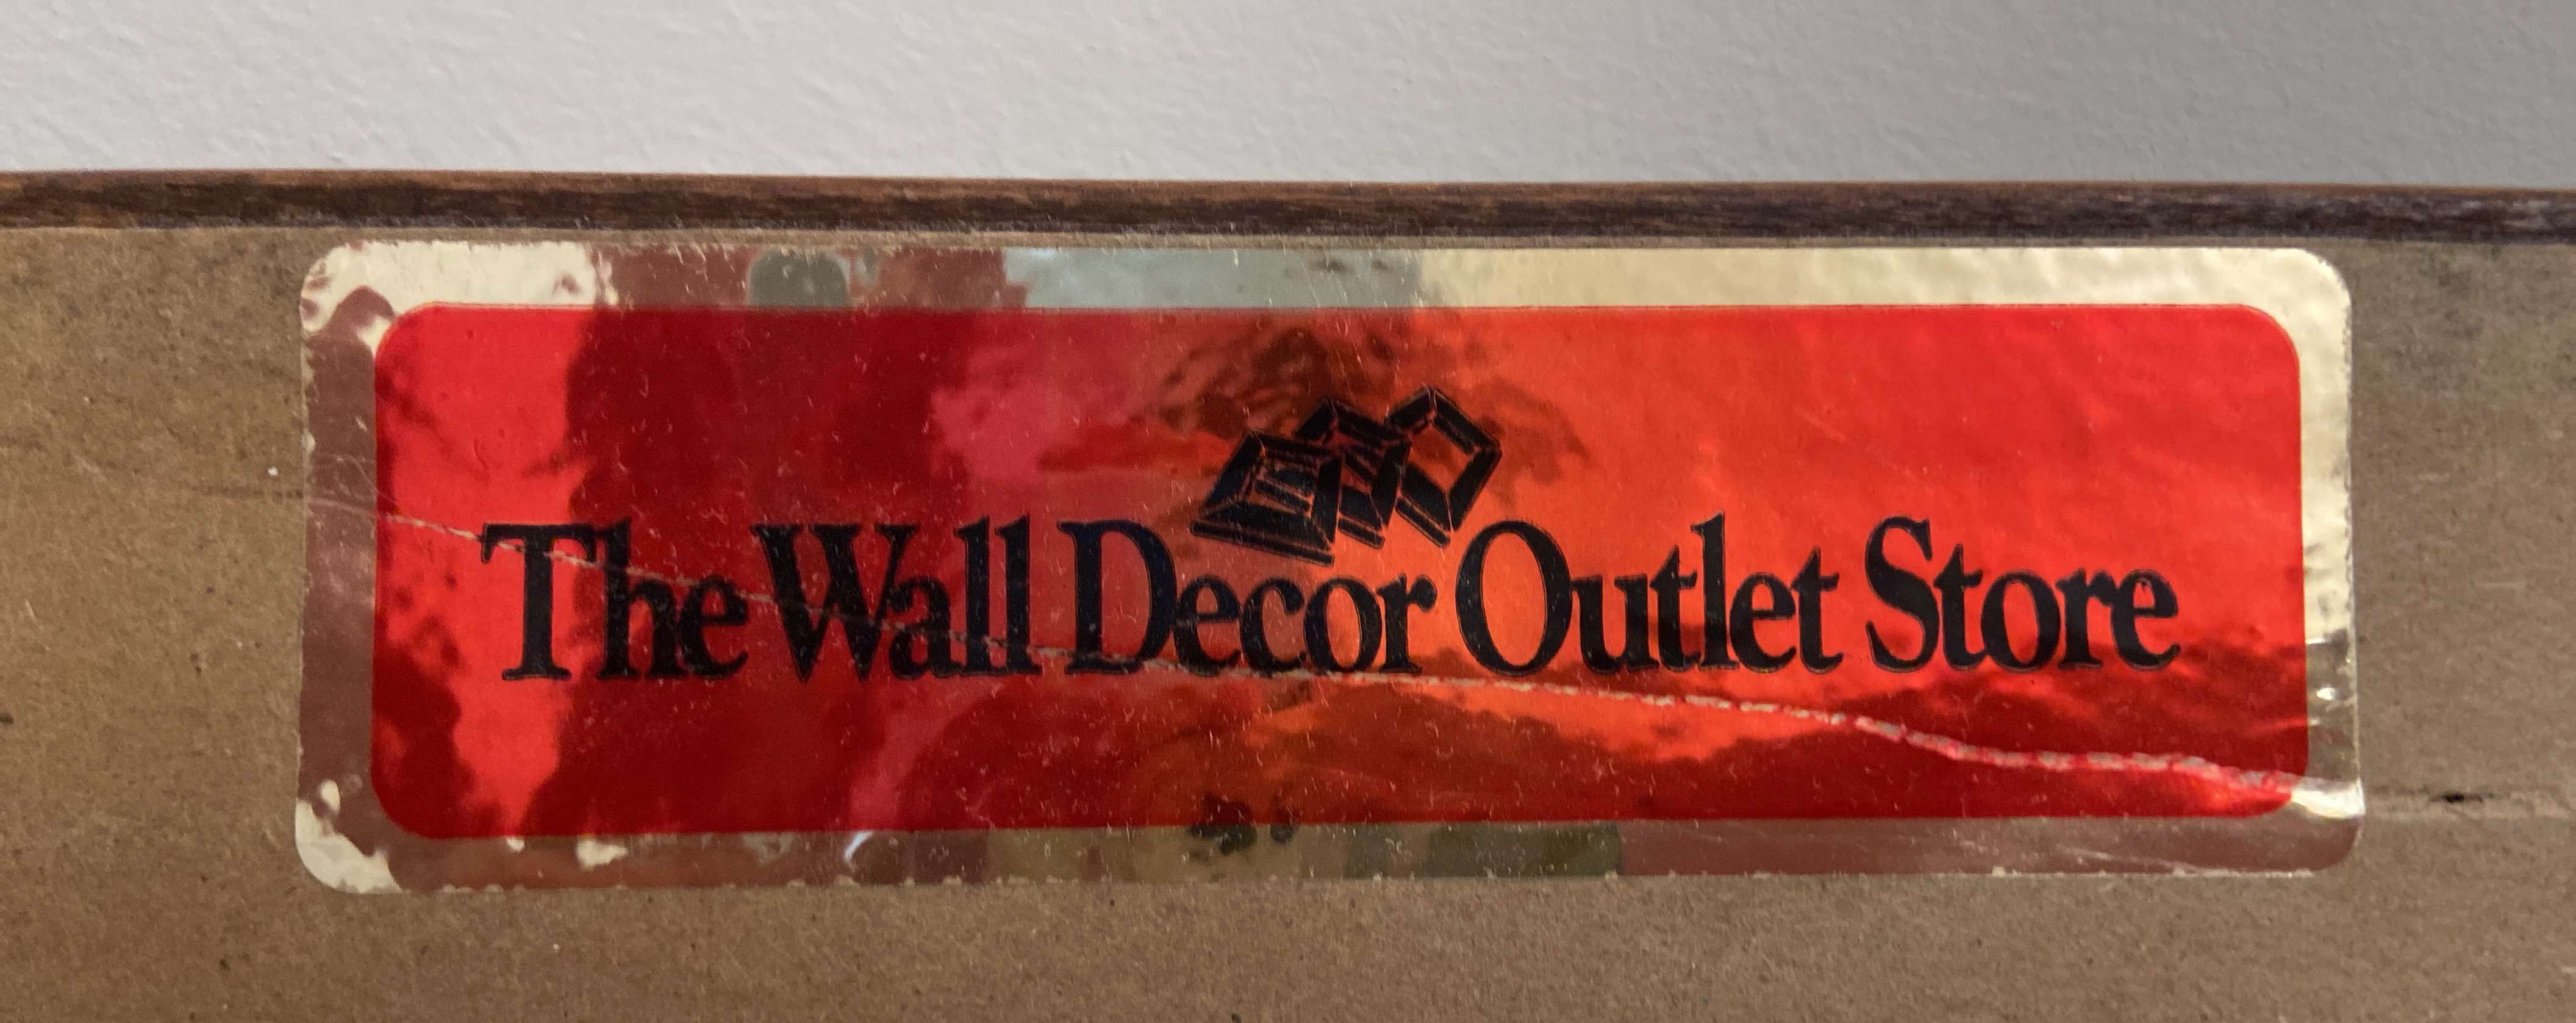 The Wall Decor Outlet Store